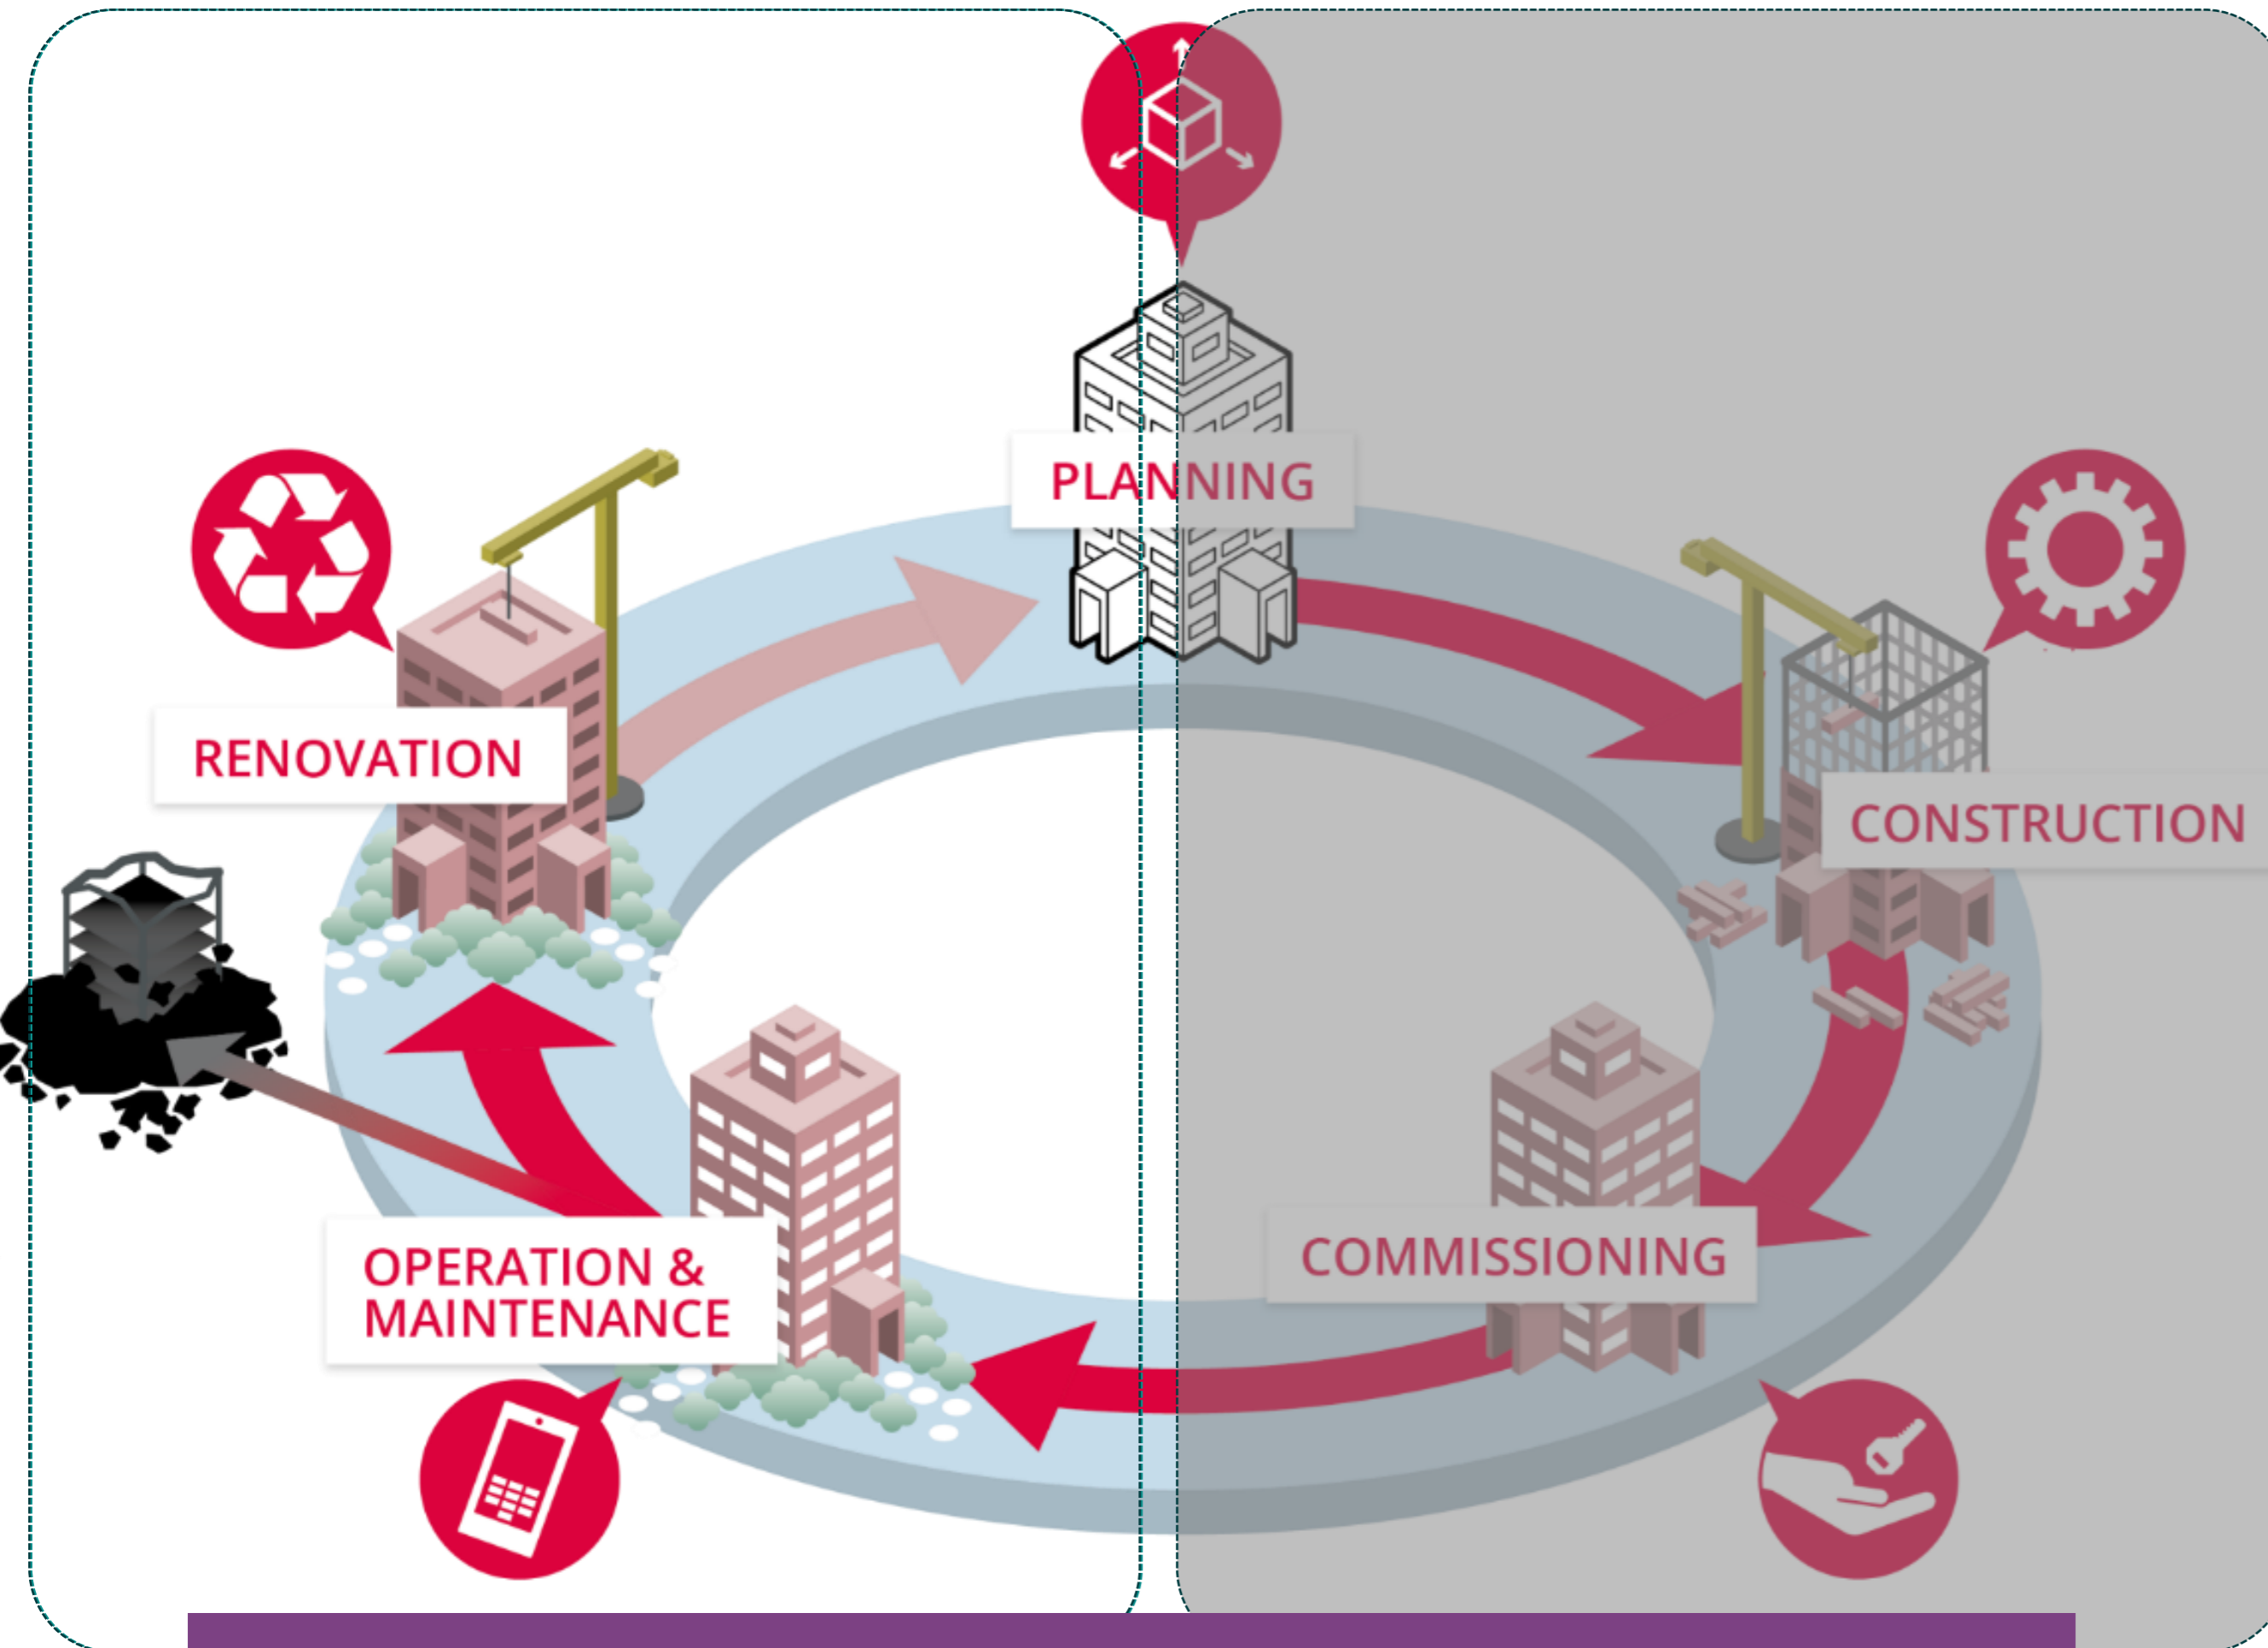 PLANNING
RENOVATION
CONSTRUCTION
COMMISSIONING
OPERATION &
MAINTENANCE